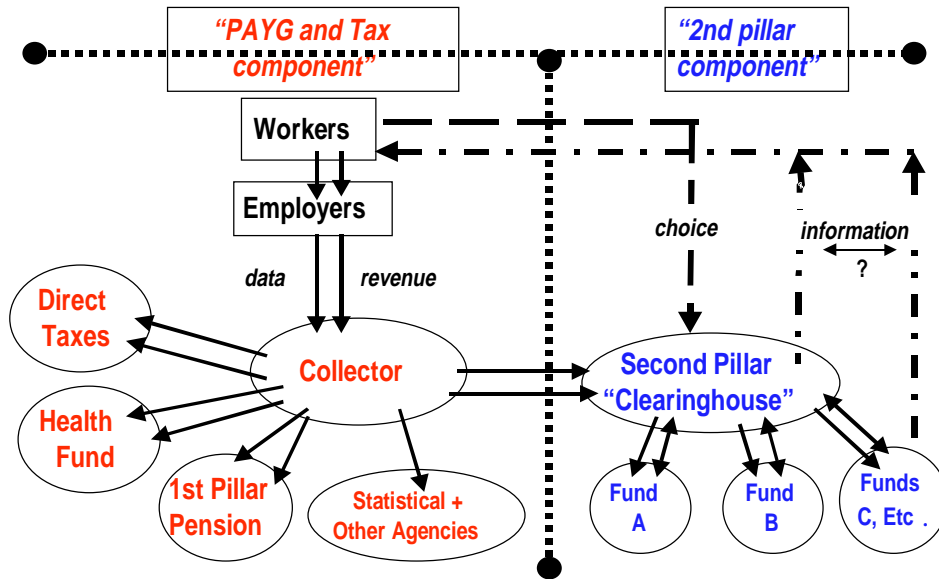 “PAYG and Tax
component”
“2nd pillar
component”
Workers
Employers
choice
information
?
data
revenue
Direct
Taxes
Collector
Second Pillar
“Clearinghouse”
Health
Fund
1st Pillar
Pension
Statistical +
Other Agencies
Fund
A
Fund
B
Funds
C, Etc .